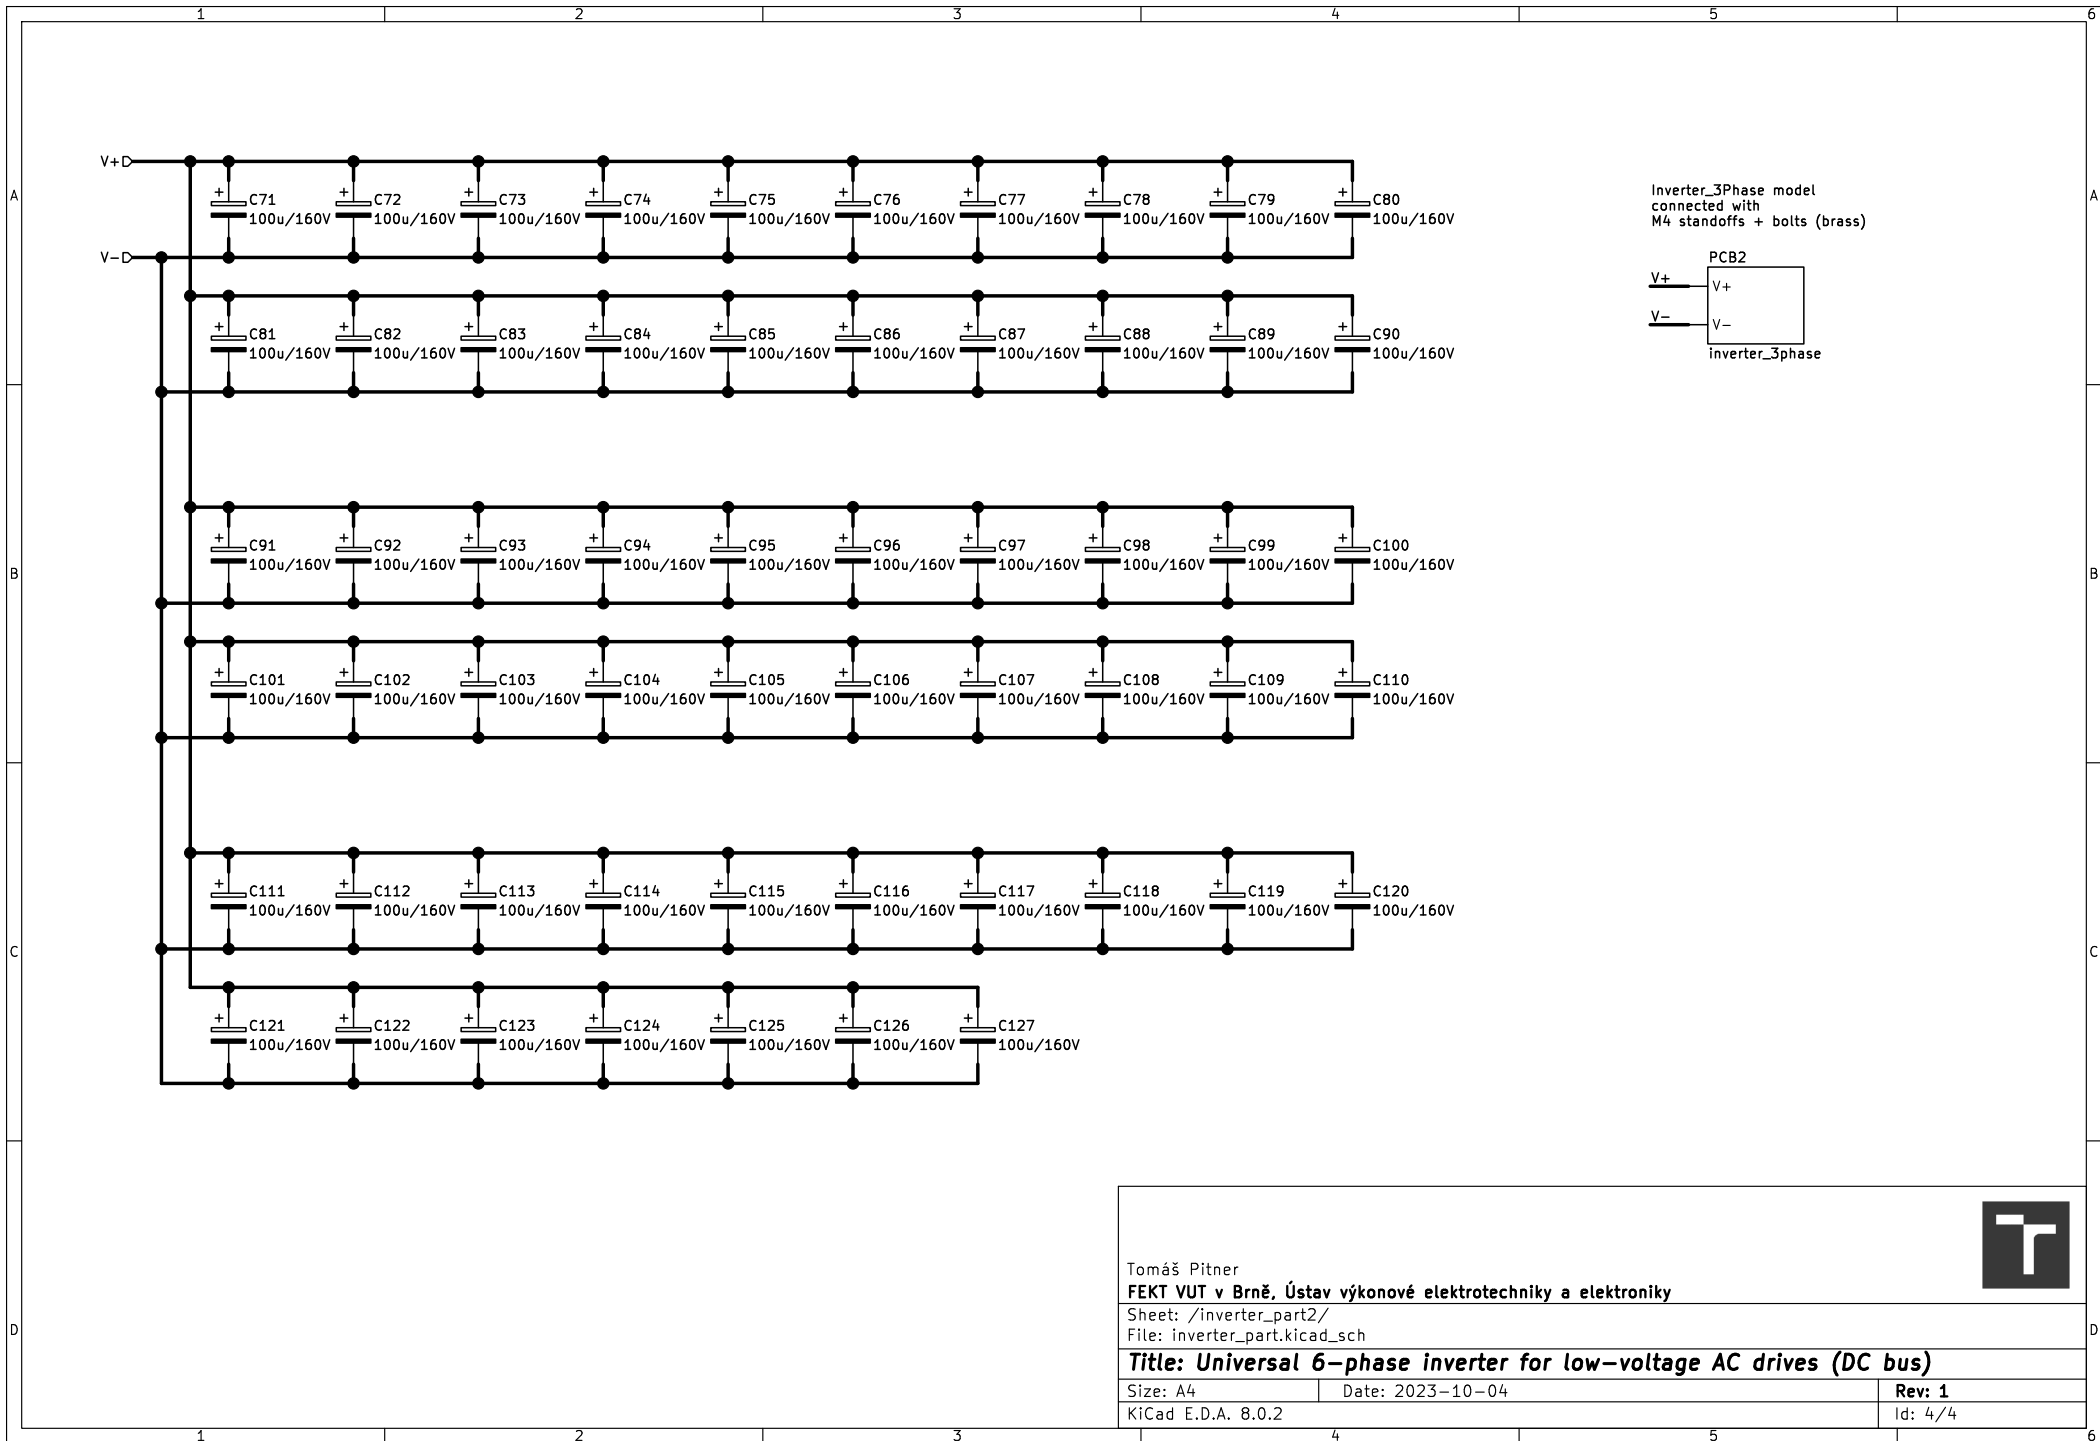 1 2 3 4 5 6
V+
+ + + + + + + + + +
C71 C72 C73 C74 C75 C76 C77 C78 C79 C80
100u/160V 100u/160V 100u/160V 100u/160V 100u/160V 100u/160V 100u/160V 100u/160V 100u/160V 100u/160V
V-
A A
Inverter_3Phase model
connected with
M4 standoffs + bolts (brass)
PCB2
V+ V+
V- V-
inverter_3phase
+ + + + + + + + + +
C81 C82 C83 C84 C85 C86 C87 C88 C89 C90
100u/160V 100u/160V 100u/160V 100u/160V 100u/160V 100u/160V 100u/160V 100u/160V 100u/160V 100u/160V
+ + + + + + + + + +
C91 C92 C93 C94 C95 C96 C97 C98 C99 C100
100u/160V 100u/160V 100u/160V 100u/160V 100u/160V 100u/160V 100u/160V 100u/160V 100u/160V 100u/160V
B B
+ + + + + + + + + +
C101 C102 C103 C104 C105 C106 C107 C108 C109 C110
100u/160V 100u/160V 100u/160V 100u/160V 100u/160V 100u/160V 100u/160V 100u/160V 100u/160V 100u/160V
+ + + + + + + + + +
C111 C112 C113 C114 C115 C116 C117 C118 C119 C120
100u/160V 100u/160V 100u/160V 100u/160V 100u/160V 100u/160V 100u/160V 100u/160V 100u/160V 100u/160V
C C
+ + + + + + +
C121 C122 C123 C124 C125 C126 C127
100u/160V 100u/160V 100u/160V 100u/160V 100u/160V 100u/160V 100u/160V
Tomáš Pitner
FEKT VUT v Brně, Ústav výkonové elektrotechniky a elektroniky
Sheet: /inverter_part2/
File: inverter_part.kicad_sch
D D
Title: Universal 6-phase inverter for low-voltage AC drives (DC bus)
Size: A4 Date: 2023-10-04 Rev: 1
KiCad E.D.A. 8.0.2 Id: 4/4
1 2 3 4 5 6